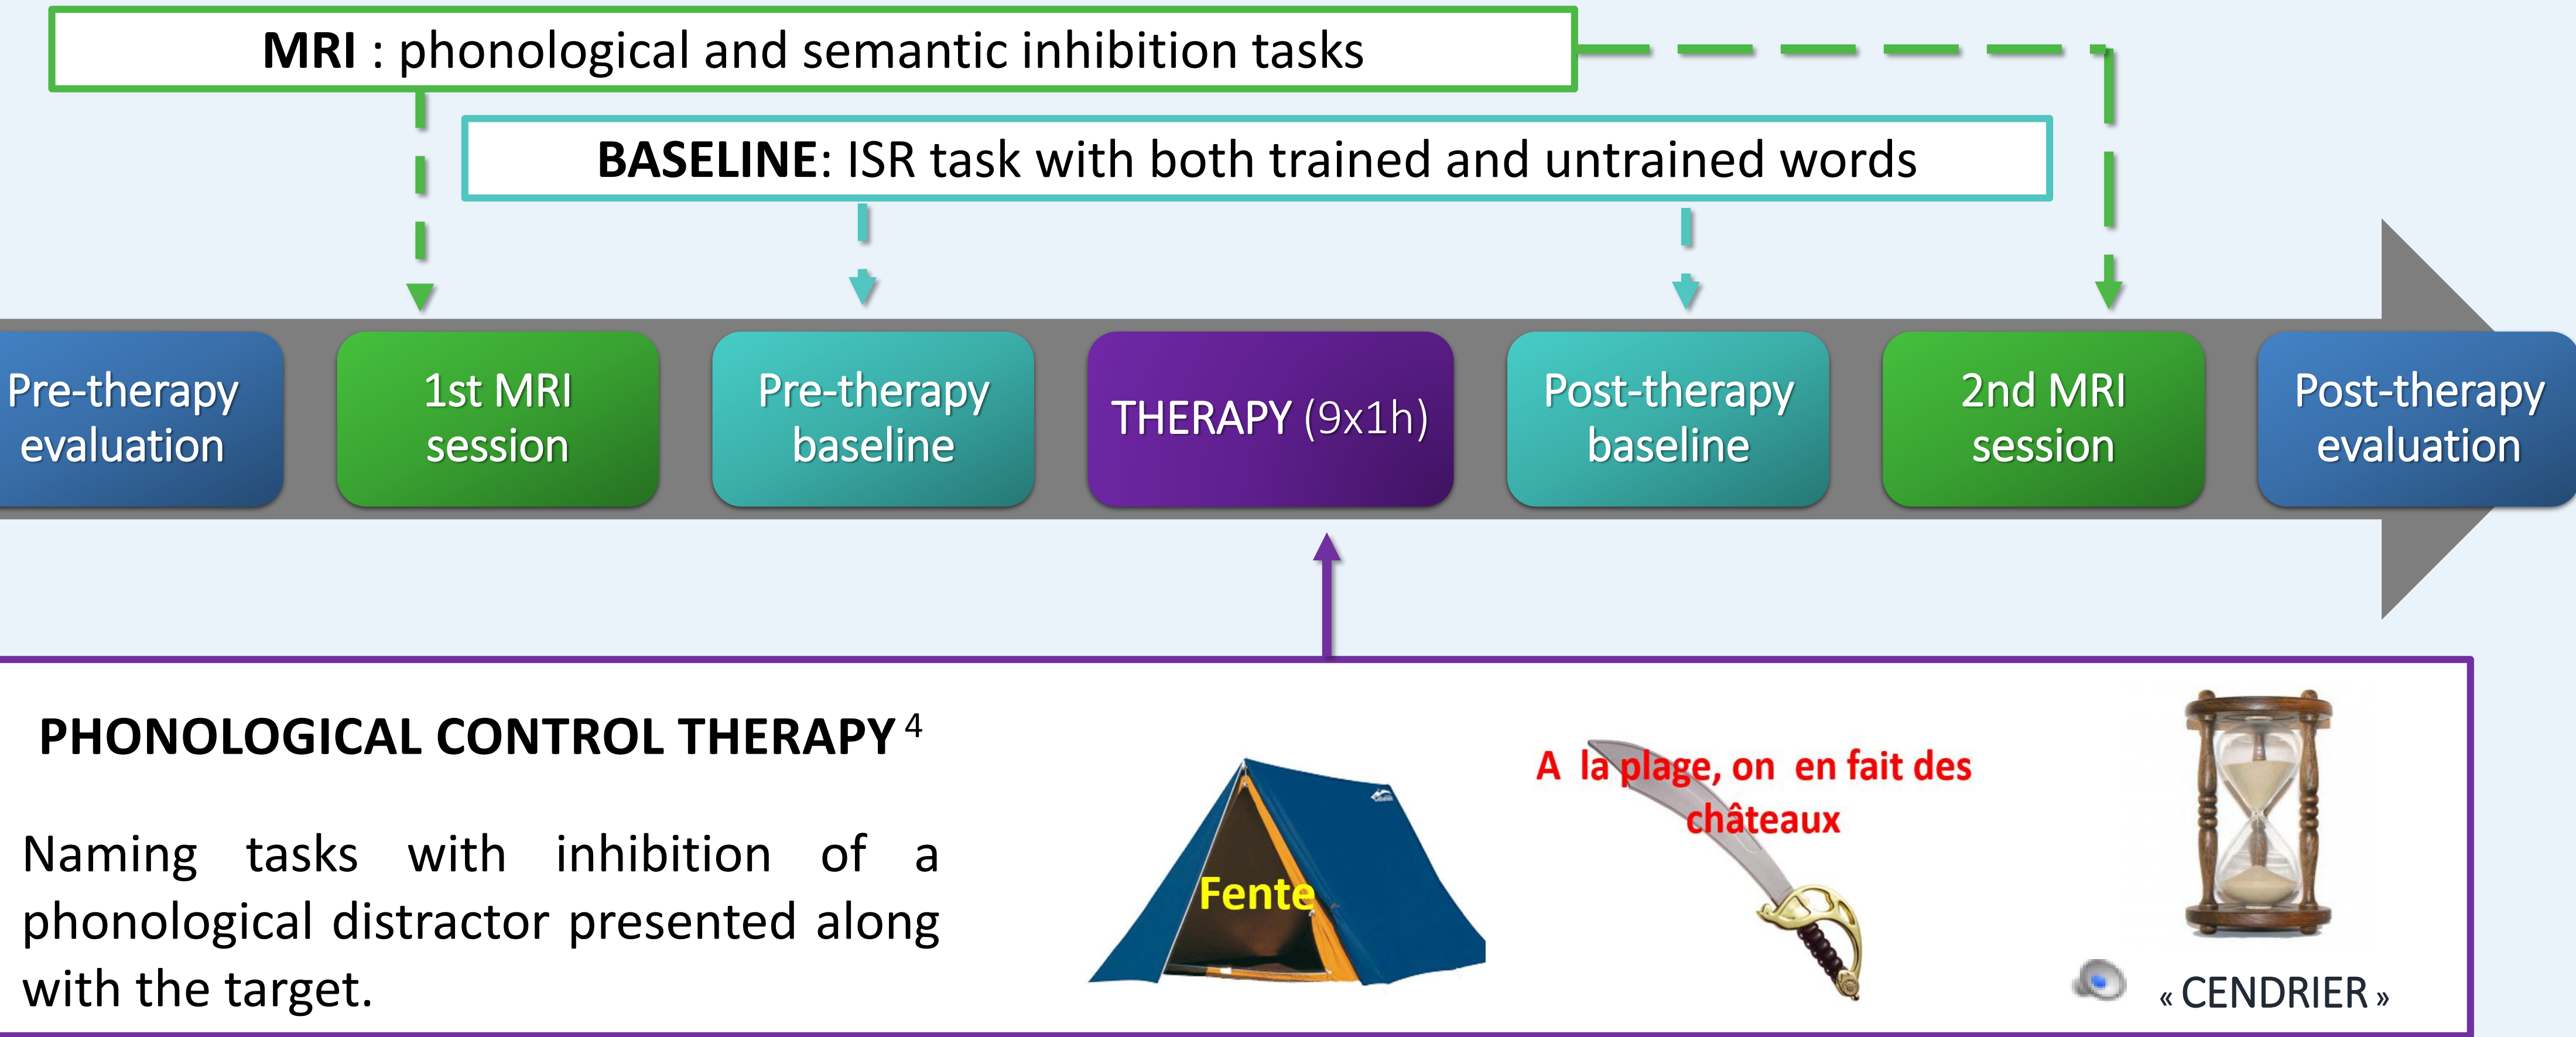 MRI : phonological and semantic inhibition tasks
BASELINE: ISR task with both trained and untrained words
Pre-therapy
evaluation
1st MRI
session
Pre-therapy
baseline
THERAPY (9x1h)
Post-therapy
baseline
2nd MRI
session
Post-therapy
evaluation
PHONOLOGICAL CONTROL THERAPY 4
Naming tasks with inhibition of a
phonological distractor presented along
with the target.
Fente
A la plage, on en fait des
châteaux
« CENDRIER »